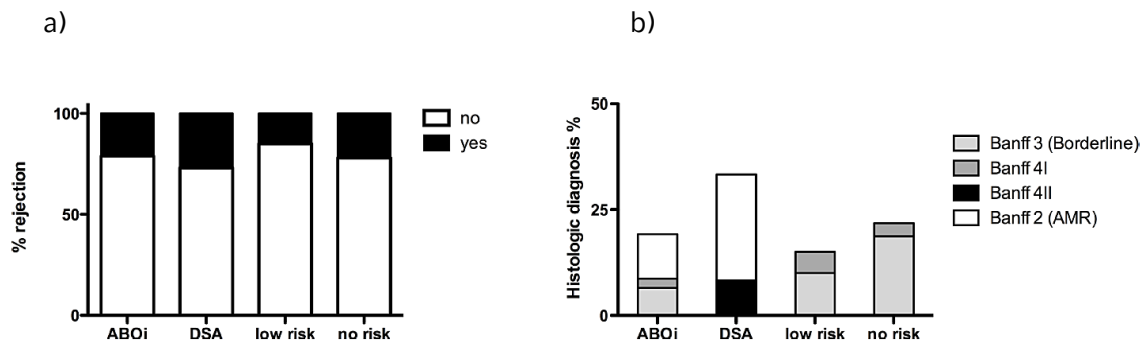 a)
% rejection
100
50
0
ABOi
DSA
low risk
no risk
no
yes
b)
Histologic diagnosis %
50
25
0
ABOi
DSA
low risk
no risk
Banff 3 (Borderline)
Banff 4I
Banff 4II
Banff 2 (AMR)